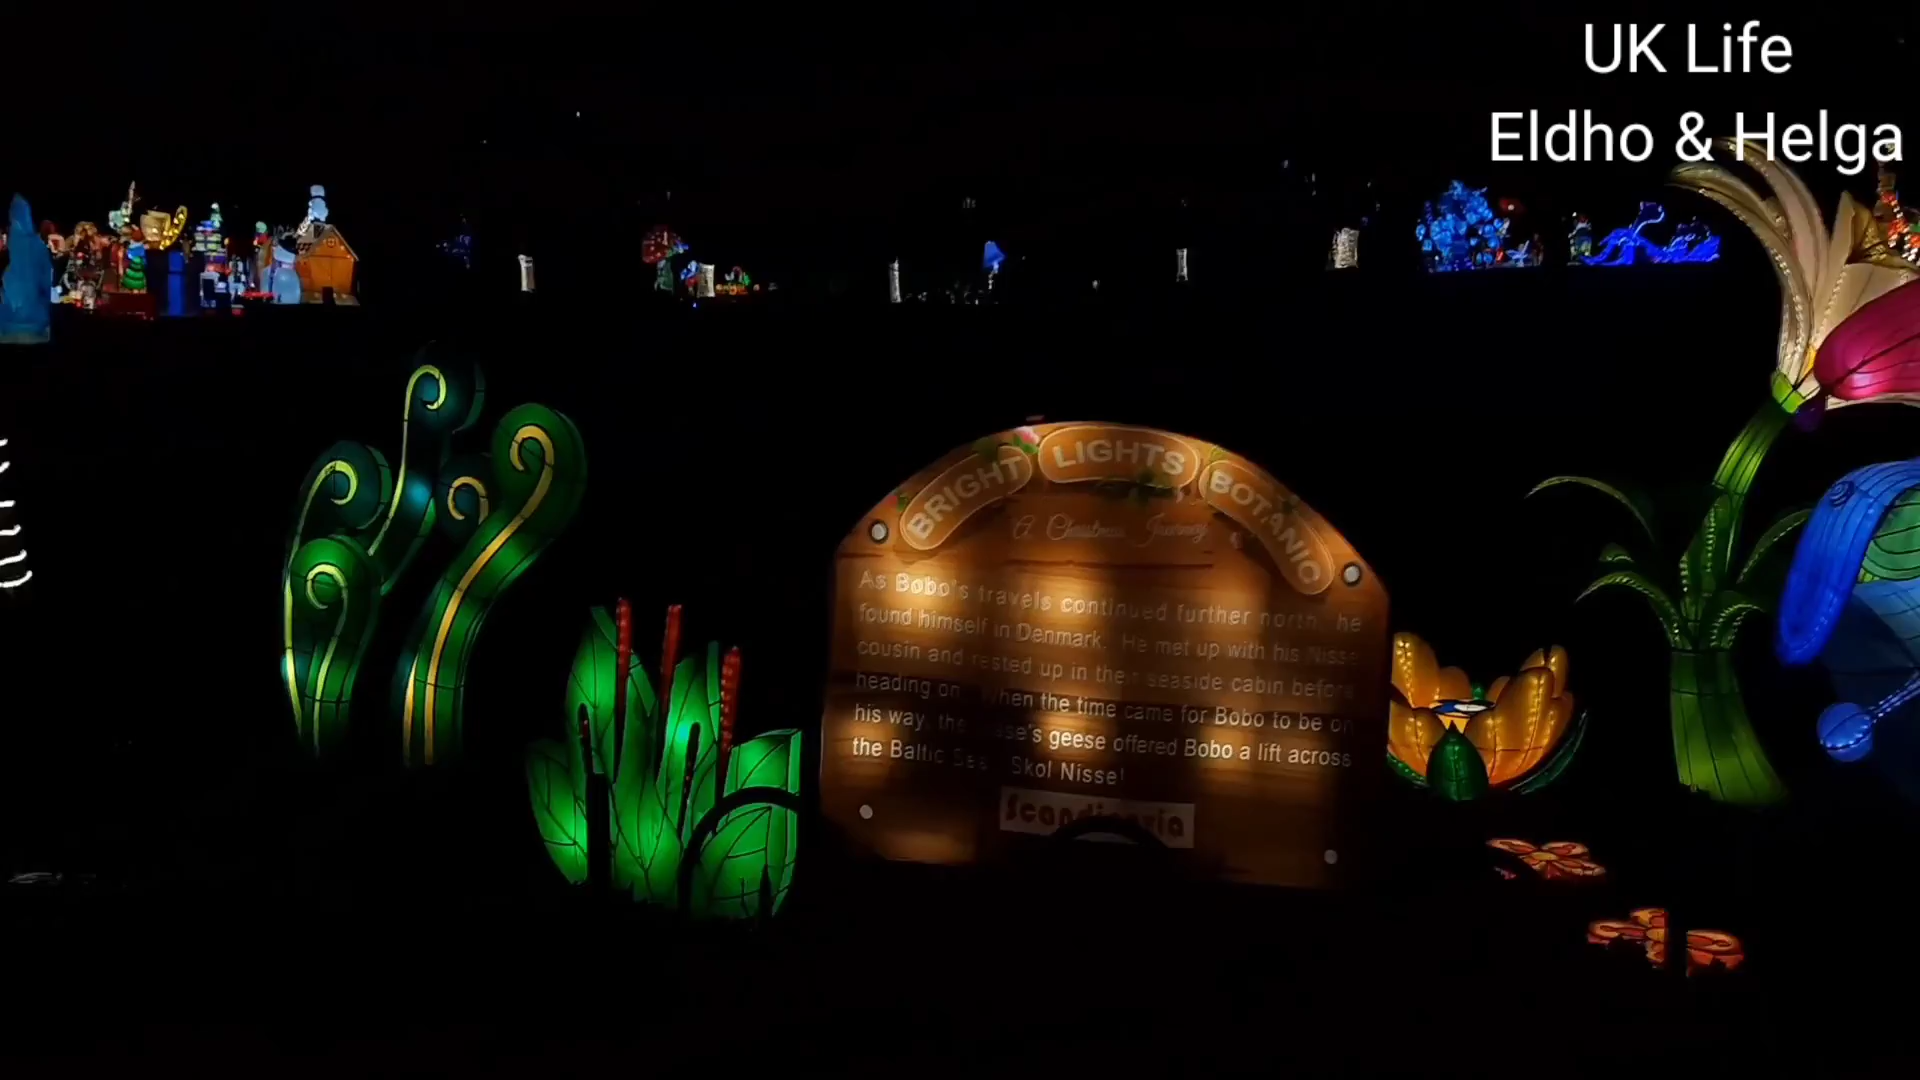 UK Life
Eldho & Helga
BRIGHT LIGHTS BOTANIC
A Christmas Journey
As Bobo's travels continued further north, he
found himself in Denmark. He met up with his Nisse
cousin and rested up in their seaside cabin before
heading on. When the time came for Bobo to be on
his way, the geese offered Bobo a lift across
the Baltic Sea. Skol Nisse!
Scandinavia